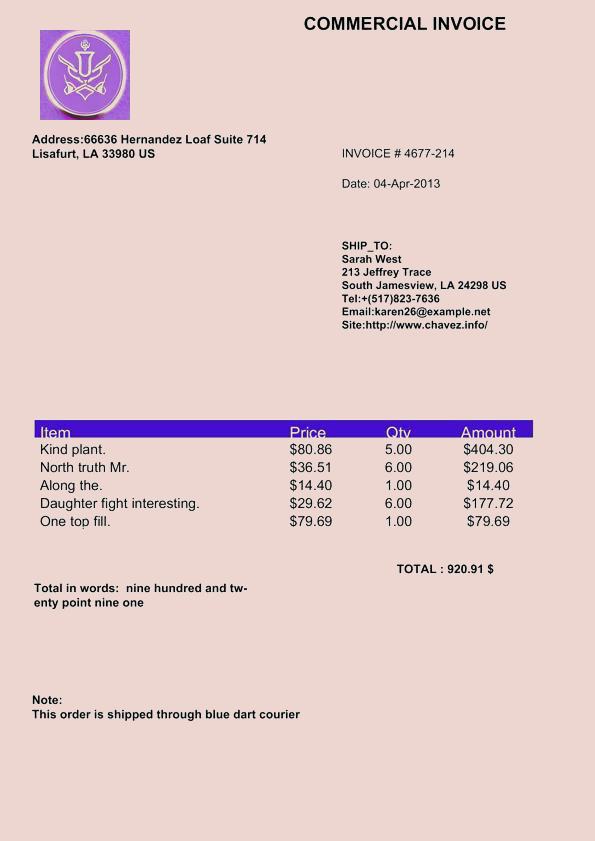 COMMERCIAL INVOICE
Address:66636 Hernandez Loaf Suite 714
Lisafurt, LA 33980 US
INVOICE # 4677-214
Date: 04-Apr-2013
SHIP_TO:
Sarah West
213 Jeffrey Trace
South Jamesview, LA 24298 US
Tel:+(517)823-7636
Email:karen26@example.net
Site:http://www.chavez.info/
Item Price Qty Amount
Kind plant. $80.86 5.00 $404.30
North truth Mr. $36.51 6.00 $219.06
Along the. $14.40 1.00 $14.40
Daughter fight interesting. $29.62 6.00 $177.72
One top fill. $79.69 1.00 $79.69
TOTAL : 920.91 $
Total in words:  nine hundred and tw-
enty point nine one
Note:
This order is shipped through blue dart courier